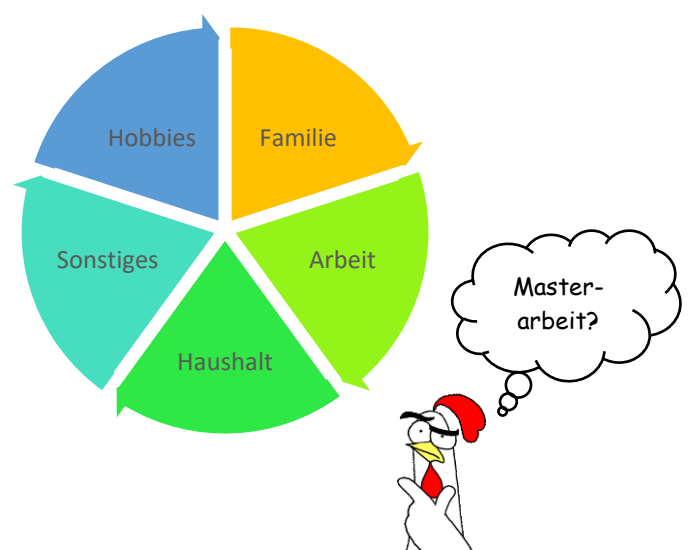 Hobbies
Familie
Sonstiges
Arbeit
Haushalt
Master-
arbeit?